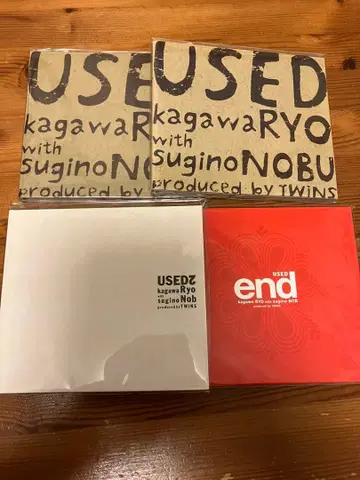 USED
kagawaRYO
with
suginoNOBU
produced by TWINS
USED
kagawaRYO
with
suginoNOBU
produced by TWINS
USED2
kagawa Ryo
with
sugino Nob
produced by TWINS
USED
end
kagawa RYO with sugino NOB
produced by TWINS